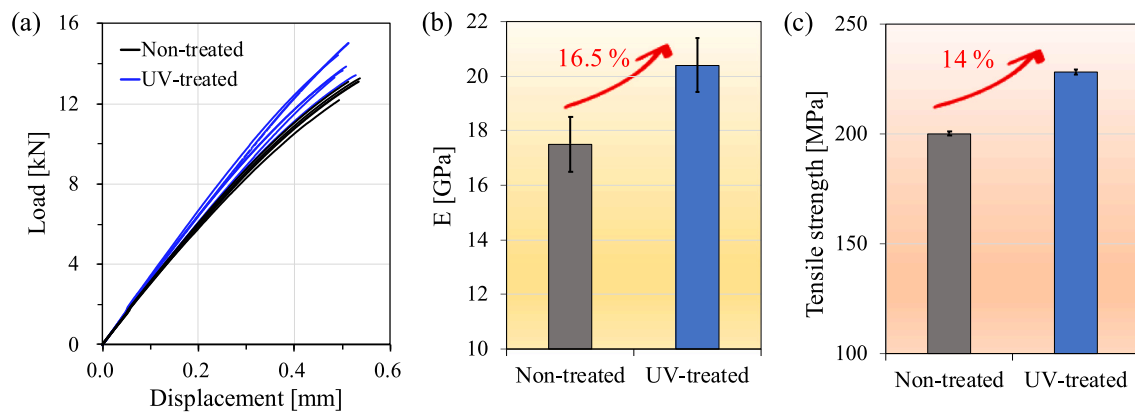 (a)
16
12
8
4
0
Load [kN]
Non-treated
UV-treated
0.0
0.2
0.4
0.6
Displacement [mm]
(b)
22
20
18
16
14
12
10
E [GPa]
16.5 %
Non-treated
UV-treated
(c)
250
200
150
100
Tensile strength [MPa]
14 %
Non-treated
UV-treated